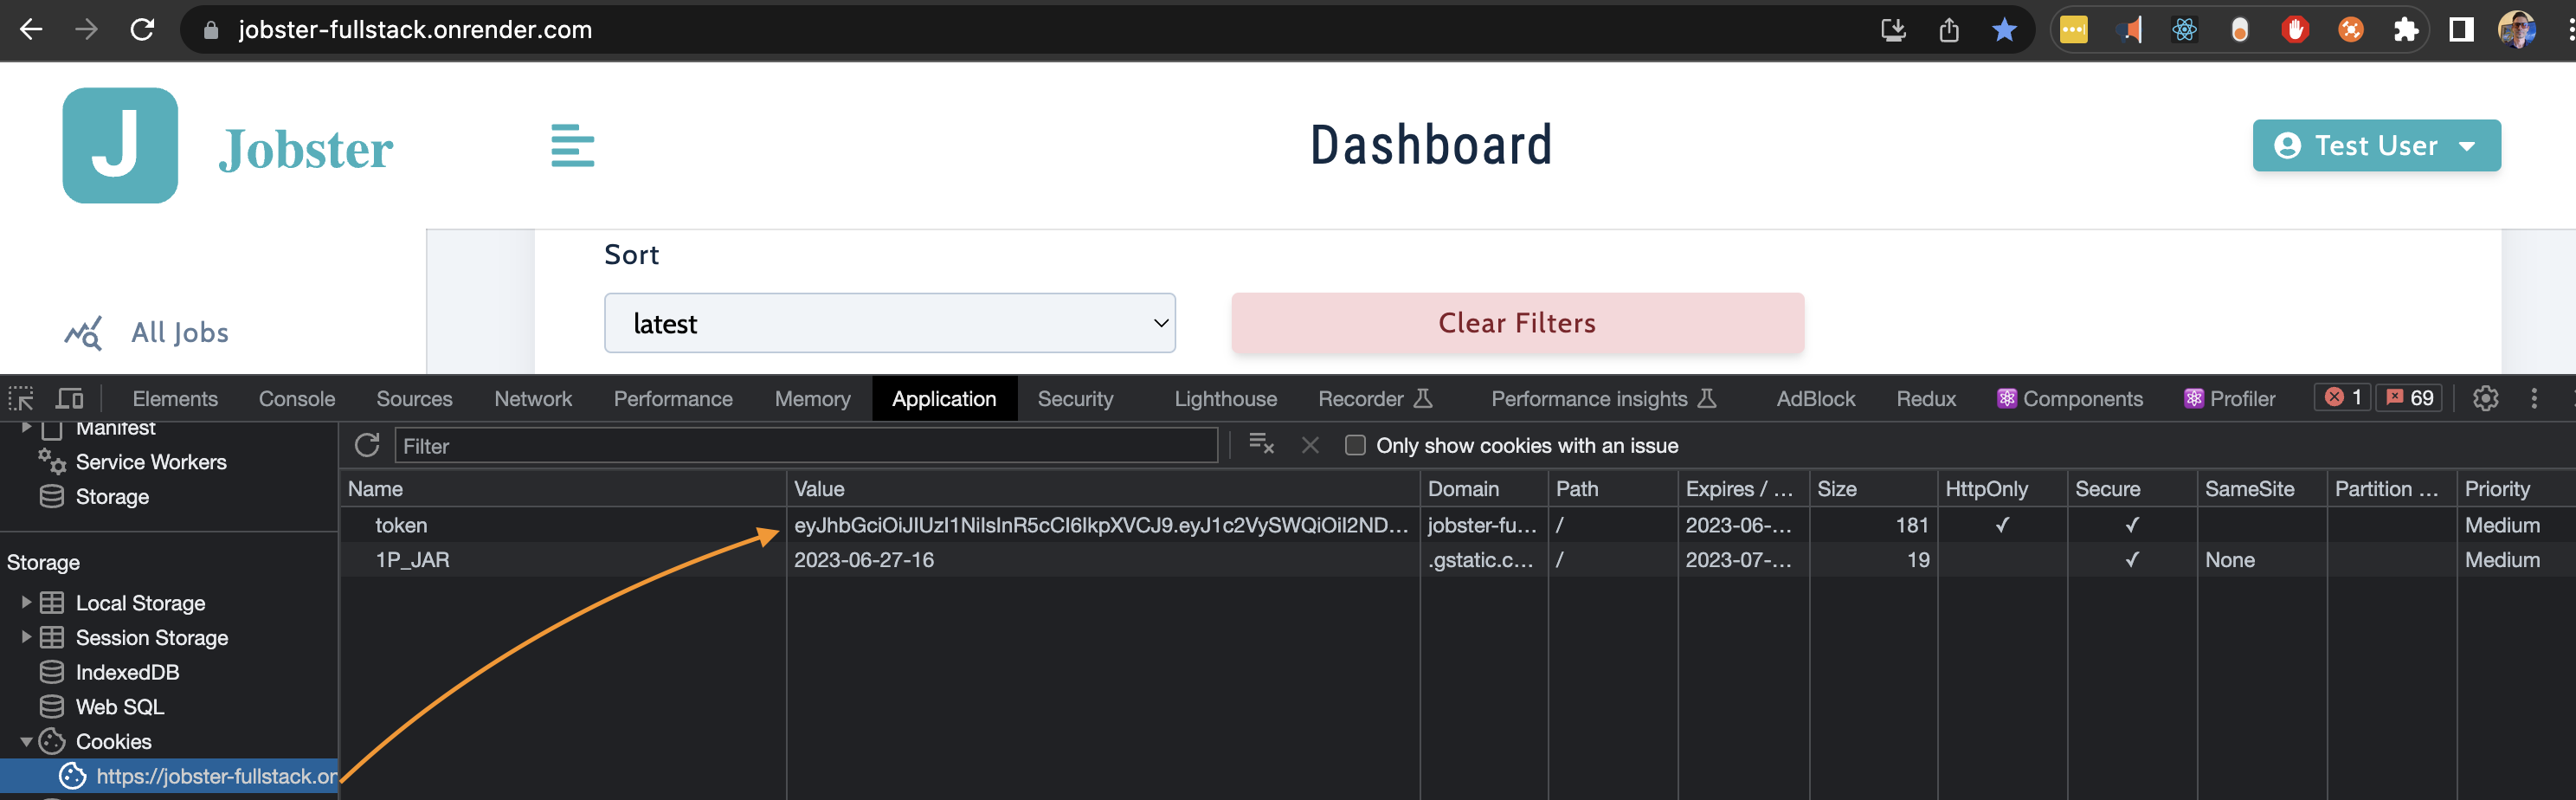 jobster-fullstack.onrender.com
J
Jobster
Dashboard
Test User
Sort
latest
Clear Filters
All Jobs
Elements Console Sources Network Performance Memory Application Security Lighthouse Recorder Performance insights AdBlock Redux Components Profiler 1 69
Manifest
Service Workers
Storage
Filter
Only show cookies with an issue
Name Value Domain Path Expires / ... Size HttpOnly Secure SameSite Partition ... Priority
token eyJhbGciOiJIUzI1NiIsInR5cCI6IkpXVCJ9.eyJ1c2VySWQiOiI2ND... jobster-fu... / 2023-06-... 181 ✓ ✓ Medium
1P_JAR 2023-06-27-16 .gstatic.c... / 2023-07-... 19 ✓ None Medium
Storage
Local Storage
Session Storage
IndexedDB
Web SQL
Cookies
https://jobster-fullstack.or